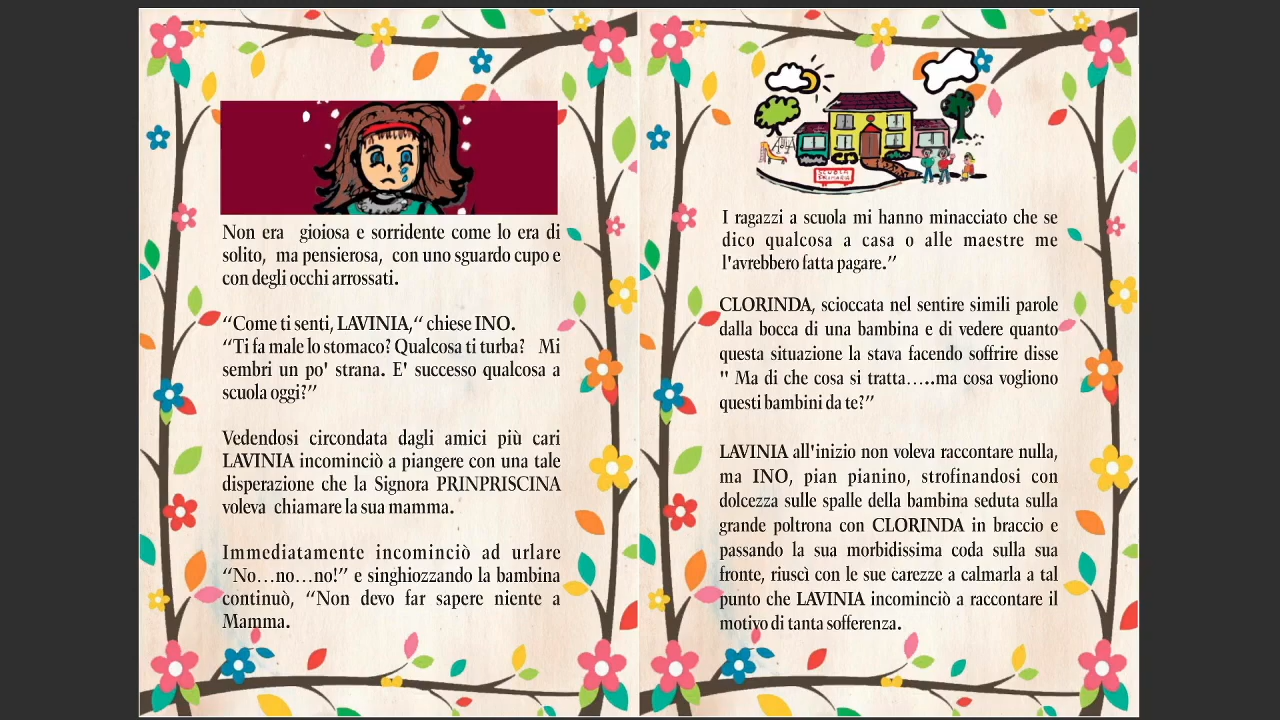 Non era gioiosa e sorridente come lo era di
solito, ma pensierosa, con uno sguardo cupo e
con degli occhi arrossati.
“Come ti senti, LAVINIA,“ chiese INO.
“Ti fa male lo stomaco? Qualcosa ti turba? Mi
sembri un po' strana. E' successo qualcosa a
scuola oggi?”
Vedendosi circondata dagli amici più cari
LAVINIA incominciò a piangere con una tale
disperazione che la Signora PRINPRISCINA
voleva chiamare la sua mamma.
Immediatamente incominciò ad urlare
“No…no…no!” e singhiozzando la bambina
continuò, “Non devo far sapere niente a
Mamma.
SCUOLA
PRIMARIA
I ragazzi a scuola mi hanno minacciato che se
dico qualcosa a casa o alle maestre me
l'avrebbero fatta pagare.”
CLORINDA, scioccata nel sentire simili parole
dalla bocca di una bambina e di vedere quanto
questa situazione la stava facendo soffrire disse
" Ma di che cosa si tratta…..ma cosa vogliono
questi bambini da te?”
LAVINIA all'inizio non voleva raccontare nulla,
ma INO, pian pianino, strofinandosi con
dolcezza sulle spalle della bambina seduta sulla
grande poltrona con CLORINDA in braccio e
passando la sua morbidissima coda sulla sua
fronte, riuscì con le sue carezze a calmarla a tal
punto che LAVINIA incominciò a raccontare il
motivo di tanta sofferenza.